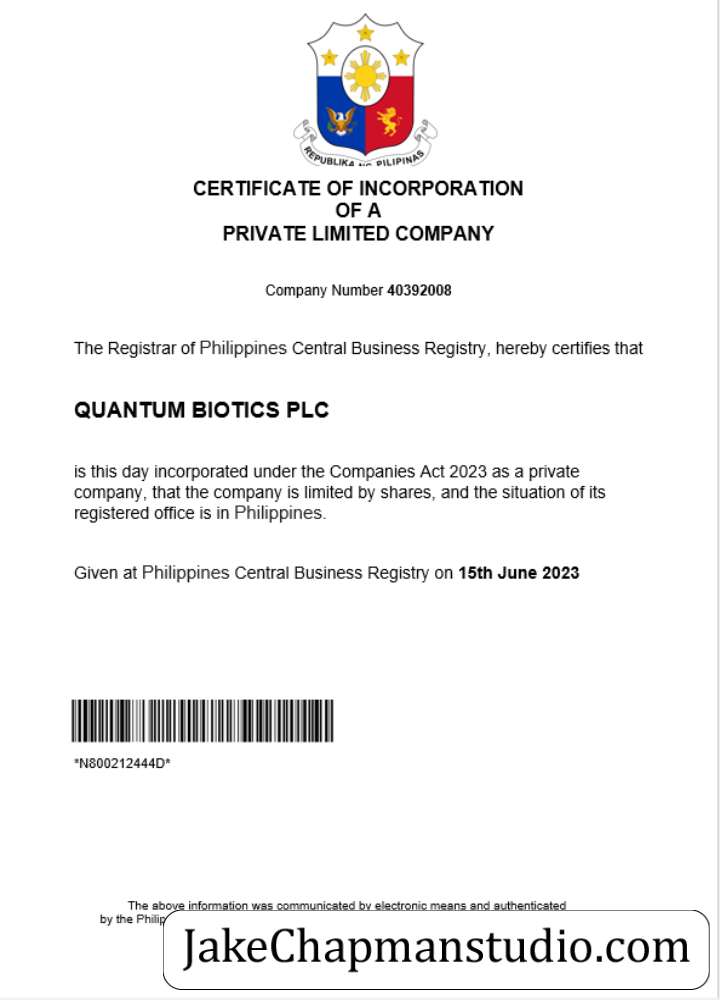 REPUBLIKA NG PILIPINAS
CERTIFICATE OF INCORPORATION
OF A
PRIVATE LIMITED COMPANY
Company Number 40392008
The Registrar of Philippines Central Business Registry, hereby certifies that
QUANTUM BIOTICS PLC
is this day incorporated under the Companies Act 2023 as a private
company, that the company is limited by shares, and the situation of its
registered office is in Philippines.
Given at Philippines Central Business Registry on 15th June 2023
*N800212444D*
The above information was communicated by electronic means and authenticated
by the
JakeChapmanstudio.com